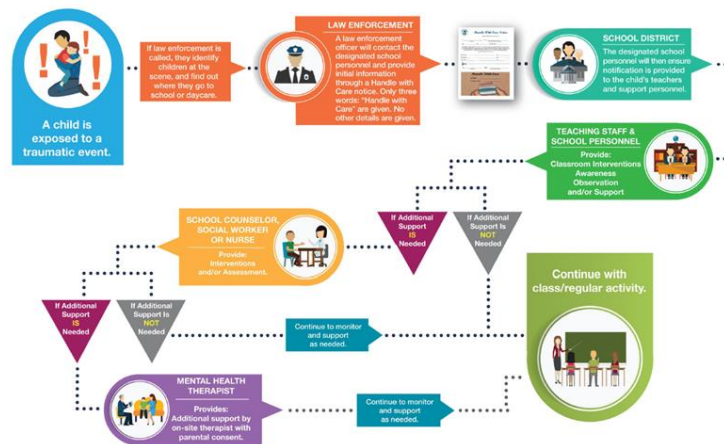 A child is
exposed to a
traumatic event.
If law enforcement is
called, they identify
children at the
scene, and find out
where they go to
school or daycare.
LAW ENFORCEMENT
A law enforcement
officer will contact the
designated school
personnel and provide
initial information
through a Handle with
Care notice. Only three
words: "Handle with
Care" are given. No
other details are given.
SCHOOL DISTRICT
The designated school
personnel will then ensure
notification is provided
to the child's teachers
and support personnel.
TEACHING STAFF &
SCHOOL PERSONNEL
Provide:
Classroom Interventions
Awareness
Observation
and/or Support
If Additional
Support
IS
Needed
If Additional
Support Is
NOT
Needed
SCHOOL COUNSELOR,
SOCIAL WORKER
OR NURSE
Provide:
Interventions
and/or Assessment.
If Additional
Support
IS
Needed
If Additional
Support Is
NOT
Needed
Continue to monitor
and support
as needed.
Continue with
class/regular activity.
MENTAL HEALTH
THERAPIST
Provides:
Additional support by
on-site therapist with
parental consent.
Continue to monitor
and support
as needed.